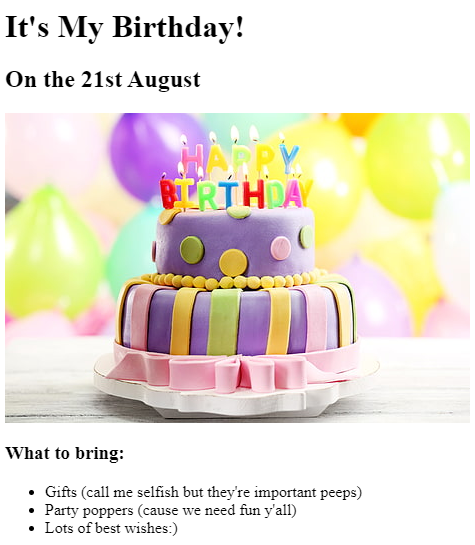 It's My Birthday!
On the 21st August
HAPPY
BIRTHDAY
What to bring:
Gifts (call me selfish but they're important peeps)
Party poppers (cause we need fun y'all)
Lots of best wishes:)